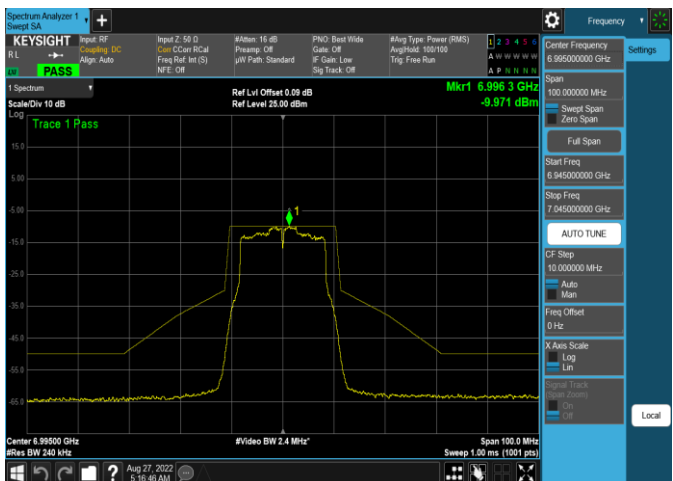 Spectrum Analyzer 1
Swept SA
+
Frequency
KEYSIGHT
R L
PASS
Input: RF
Coupling: DC
Align: Auto
Input Z: 50 Ω
Corr CCorr RCal
Freq Ref: Int (S)
NFE: Off
#Atten: 16 dB
Preamp: Off
µW Path: Standard
PNO: Best Wide
Gate: Off
IF Gain: Low
Sig Track: Off
#Avg Type: Power (RMS)
Avg|Hold: 100/100
Trig: Free Run
1 2 3 4 5 6
A W W W W W
A P N N N N
1 Spectrum
Scale/Div 10 dB
Ref Lvl Offset 0.09 dB
Ref Level 25.00 dBm
Mkr1 6.996 3 GHz
-9.971 dBm
Log
Trace 1 Pass
15.0
5.00
-5.00
-15.0
-25.0
-35.0
-45.0
-55.0
-65.0
1
Center 6.99500 GHz
#Res BW 240 kHz
#Video BW 2.4 MHz*
Span 100.0 MHz
Sweep 1.00 ms (1001 pts)
Aug 27, 2022
5:16:46 AM
Center Frequency
6.995000000 GHz
Span
100.000000 MHz
Swept Span
Zero Span
Full Span
Start Freq
6.945000000 GHz
Stop Freq
7.045000000 GHz
AUTO TUNE
CF Step
10.000000 MHz
Auto
Man
Freq Offset
0 Hz
X Axis Scale
Log
Lin
Signal Track
(Span Zoom)
On
Off
Settings
Local